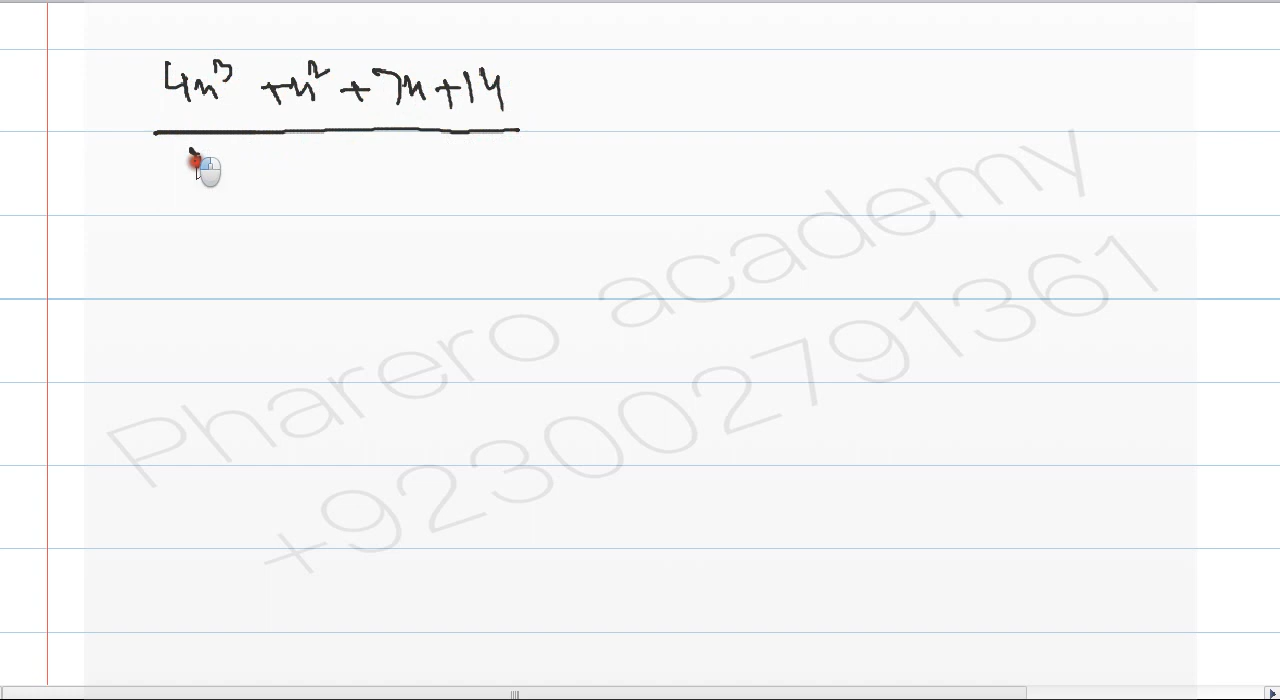 4x³ + x² + 7x + 14
Pharero academy
+923002791361